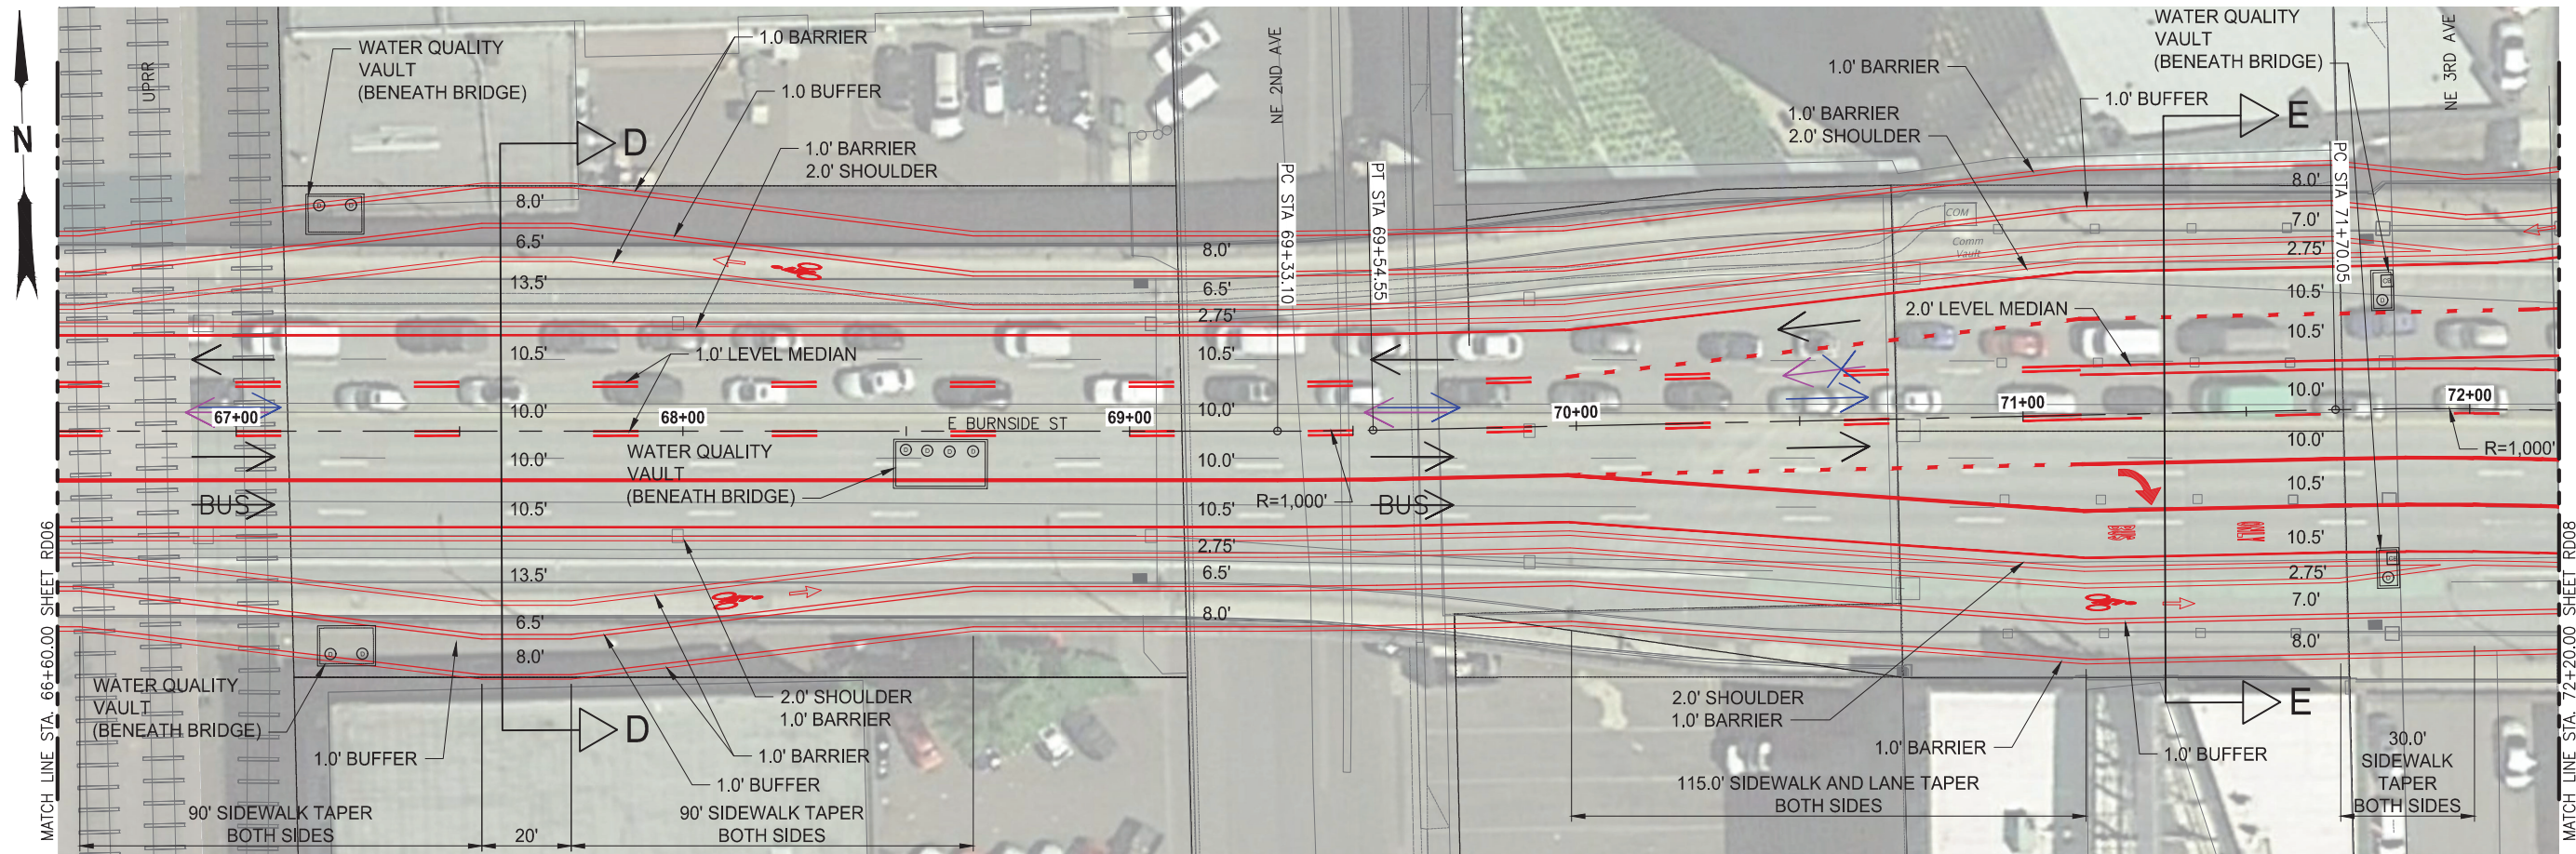 N
MATCH LINE STA. 66+60.00 SHEET RD06
UPRR
WATER QUALITY
VAULT
(BENEATH BRIDGE)
1.0 BARRIER
1.0 BUFFER
1.0' BARRIER
2.0' SHOULDER
D
8.0'
6.5'
13.5'
10.5'
10.0'
10.0'
10.5'
13.5'
6.5'
8.0'
1.0' LEVEL MEDIAN
67+00
68+00
69+00
E BURNSIDE ST
BUS
WATER QUALITY
VAULT
(BENEATH BRIDGE)
WATER QUALITY
VAULT
(BENEATH BRIDGE)
1.0' BUFFER
D
2.0' SHOULDER
1.0' BARRIER
1.0' BARRIER
1.0' BUFFER
90' SIDEWALK TAPER
BOTH SIDES
20'
90' SIDEWALK TAPER
BOTH SIDES
NE 2ND AVE
PC STA 69+33.10
PT STA 69+54.55
8.0'
6.5'
2.75'
10.5'
10.0'
10.0'
10.5'
2.75'
6.5'
8.0'
R=1,000'
BUS
70+00
71+00
72+00
1.0' BARRIER
1.0' BARRIER
2.0' SHOULDER
COM
Comm
Vault
1.0' BUFFER
E
WATER QUALITY
VAULT
(BENEATH BRIDGE)
NE 3RD AVE
PC STA 71+70.05
2.0' LEVEL MEDIAN
8.0'
7.0'
2.75'
10.5'
10.5'
10.0'
10.0'
10.5'
10.5'
2.75'
7.0'
8.0'
R=1,000'
BUS
ONLY
2.0' SHOULDER
1.0' BARRIER
1.0' BARRIER
E
1.0' BUFFER
115.0' SIDEWALK AND LANE TAPER
BOTH SIDES
30.0'
SIDEWALK
TAPER
BOTH SIDES
MATCH LINE STA. 72+20.00 SHEET RD08